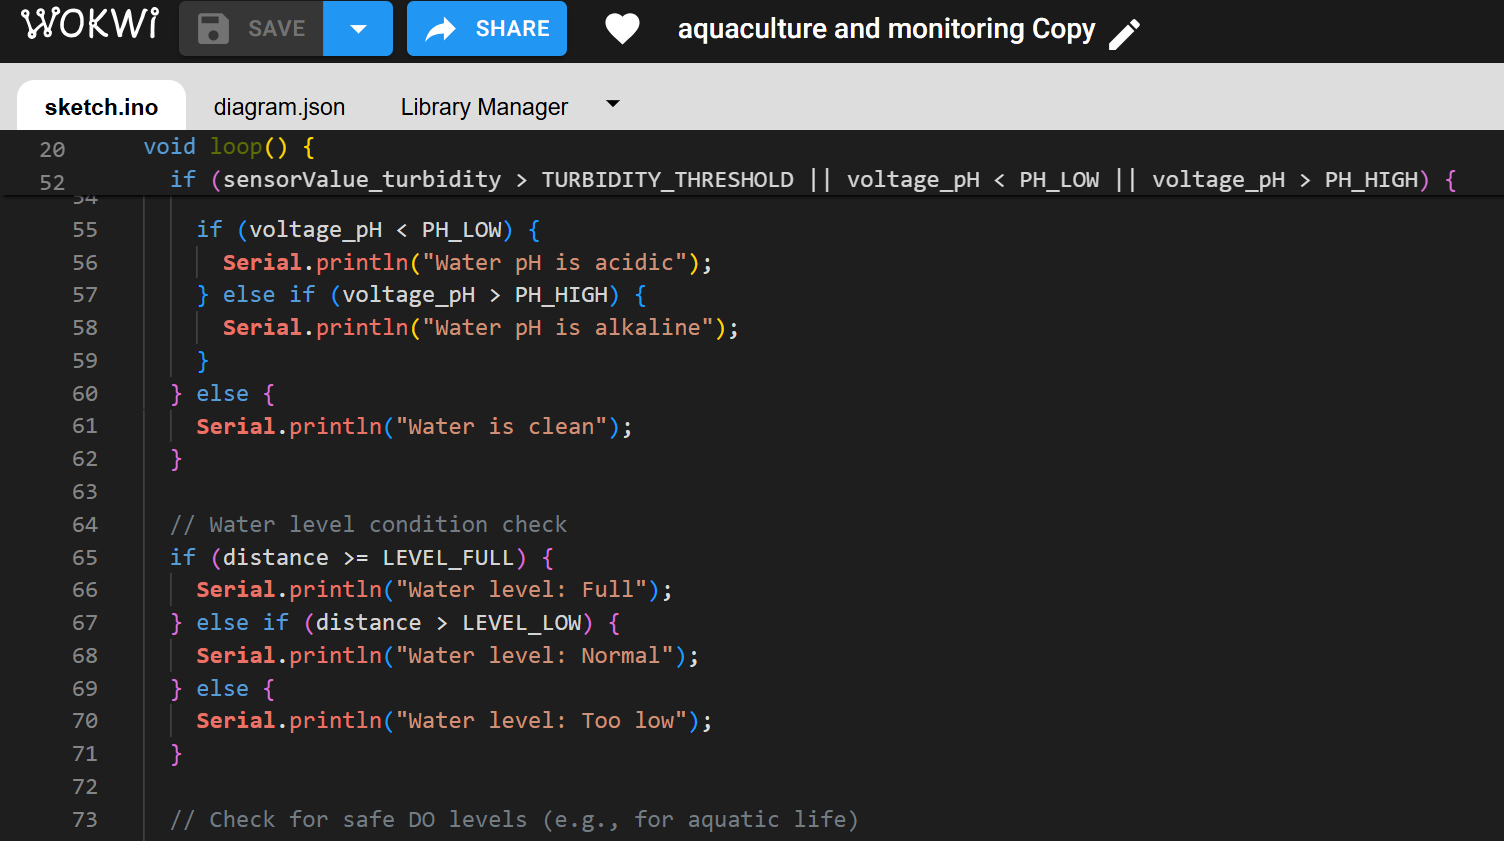 WOKWI SAVE SHARE aquaculture and monitoring Copy
sketch.ino diagram.json Library Manager
20 void loop() {
52 if (sensorValue_turbidity > TURBIDITY_THRESHOLD || voltage_pH < PH_LOW || voltage_pH > PH_HIGH) {
54
55 if (voltage_pH < PH_LOW) {
56 Serial.println("Water pH is acidic");
57 } else if (voltage_pH > PH_HIGH) {
58 Serial.println("Water pH is alkaline");
59 }
60 } else {
61 Serial.println("Water is clean");
62 }
63
64 // Water level condition check
65 if (distance >= LEVEL_FULL) {
66 Serial.println("Water level: Full");
67 } else if (distance > LEVEL_LOW) {
68 Serial.println("Water level: Normal");
69 } else {
70 Serial.println("Water level: Too low");
71 }
72
73 // Check for safe DO levels (e.g., for aquatic life)